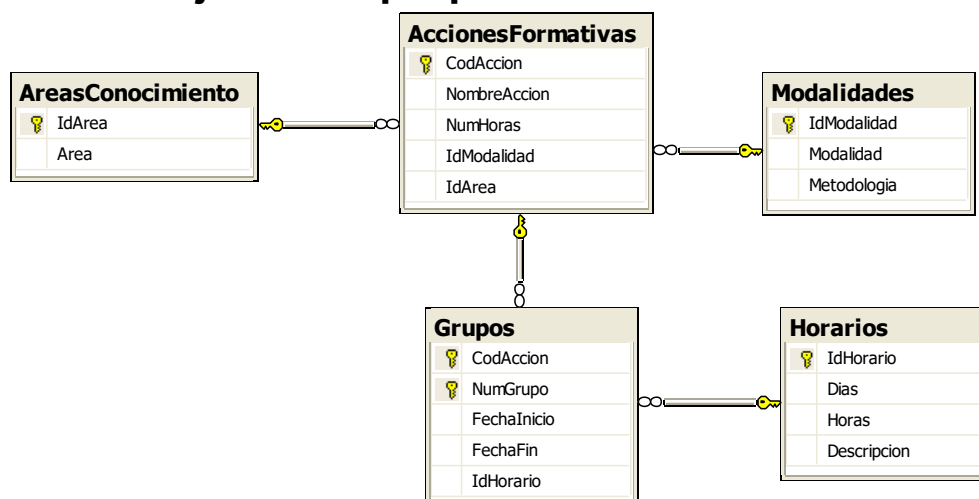 AccionesFormativas
CodAccion
NombreAccion
NumHoras
IdModalidad
IdArea
AreasConocimiento
IdArea
Area
Modalidades
IdModalidad
Modalidad
Metodologia
Grupos
CodAccion
NumGrupo
FechaInicio
FechaFin
IdHorario
Horarios
IdHorario
Dias
Horas
Descripcion